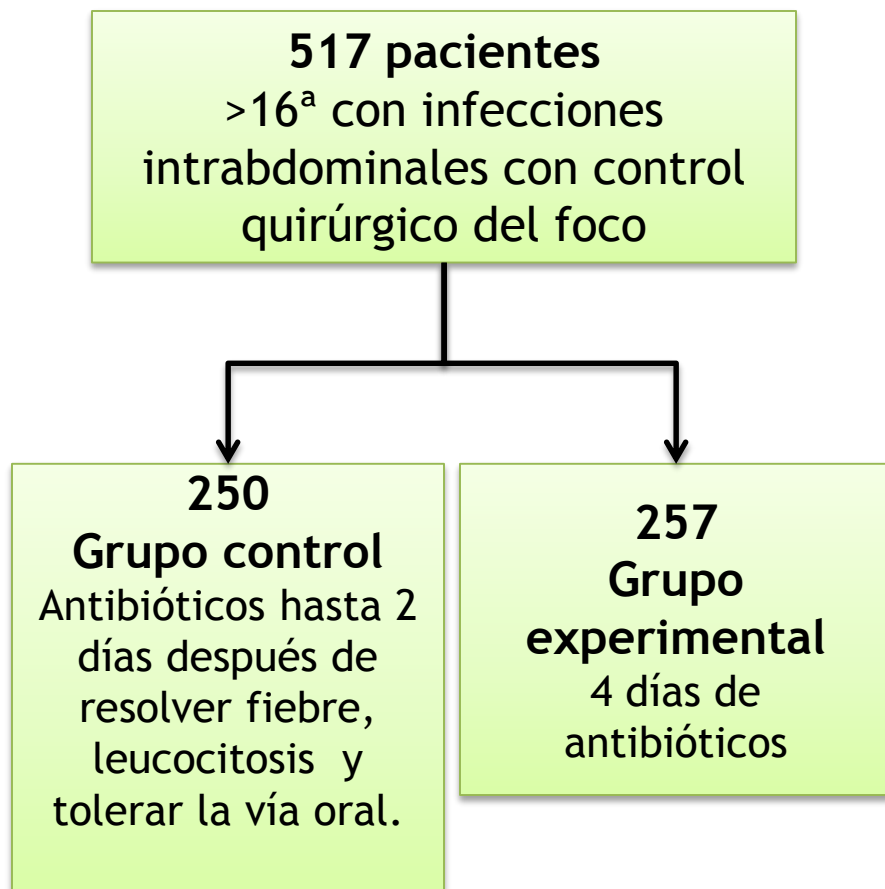 517 pacientes
>16ª con infecciones
intrabdominales con control
quirúrgico del foco
250
Grupo control
Antibióticos hasta 2
días después de
resolver fiebre,
leucocitosis y
tolerar la vía oral.
257
Grupo
experimental
4 días de
antibióticos